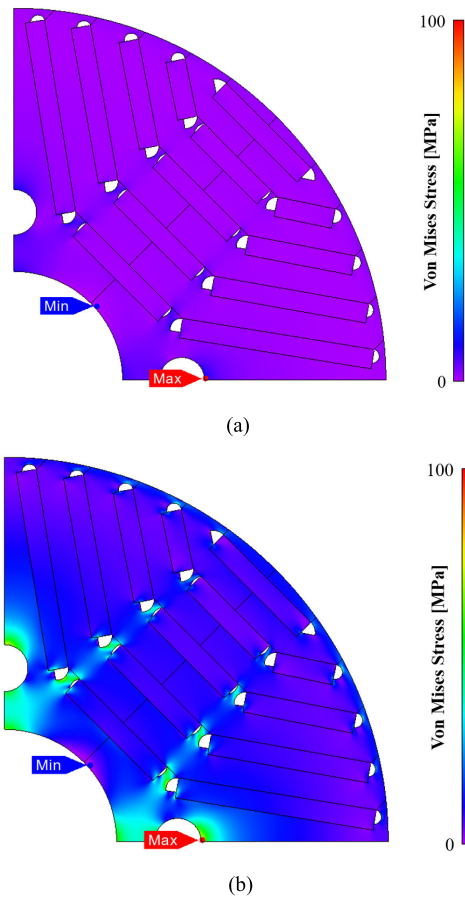 100
Von Mises Stress [MPa]
Min
Max
0
(a)
100
Von Mises Stress [MPa]
Min
Max
0
(b)